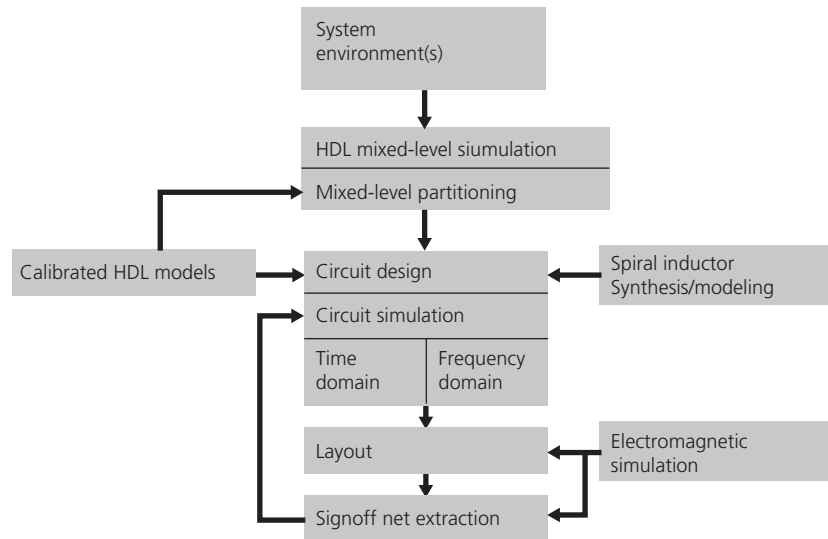 System
environment(s)
HDL mixed-level siumulation
Mixed-level partitioning
Calibrated HDL models
Circuit design
Spiral inductor
Synthesis/modeling
Circuit simulation
Time
domain
Frequency
domain
Layout
Electromagnetic
simulation
Signoff net extraction